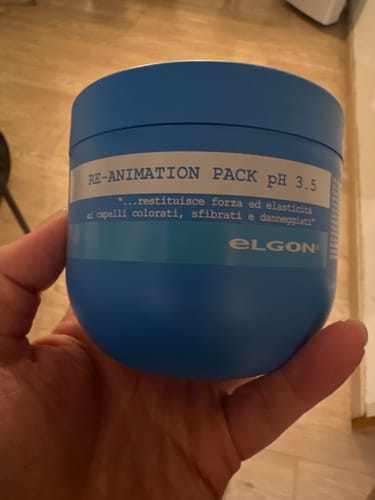 RE-ANIMATION PACK pH 3.5
"...restituisce forza ed elasticità
ai capelli colorati, sfibrati e danneggiati"
eLGON®